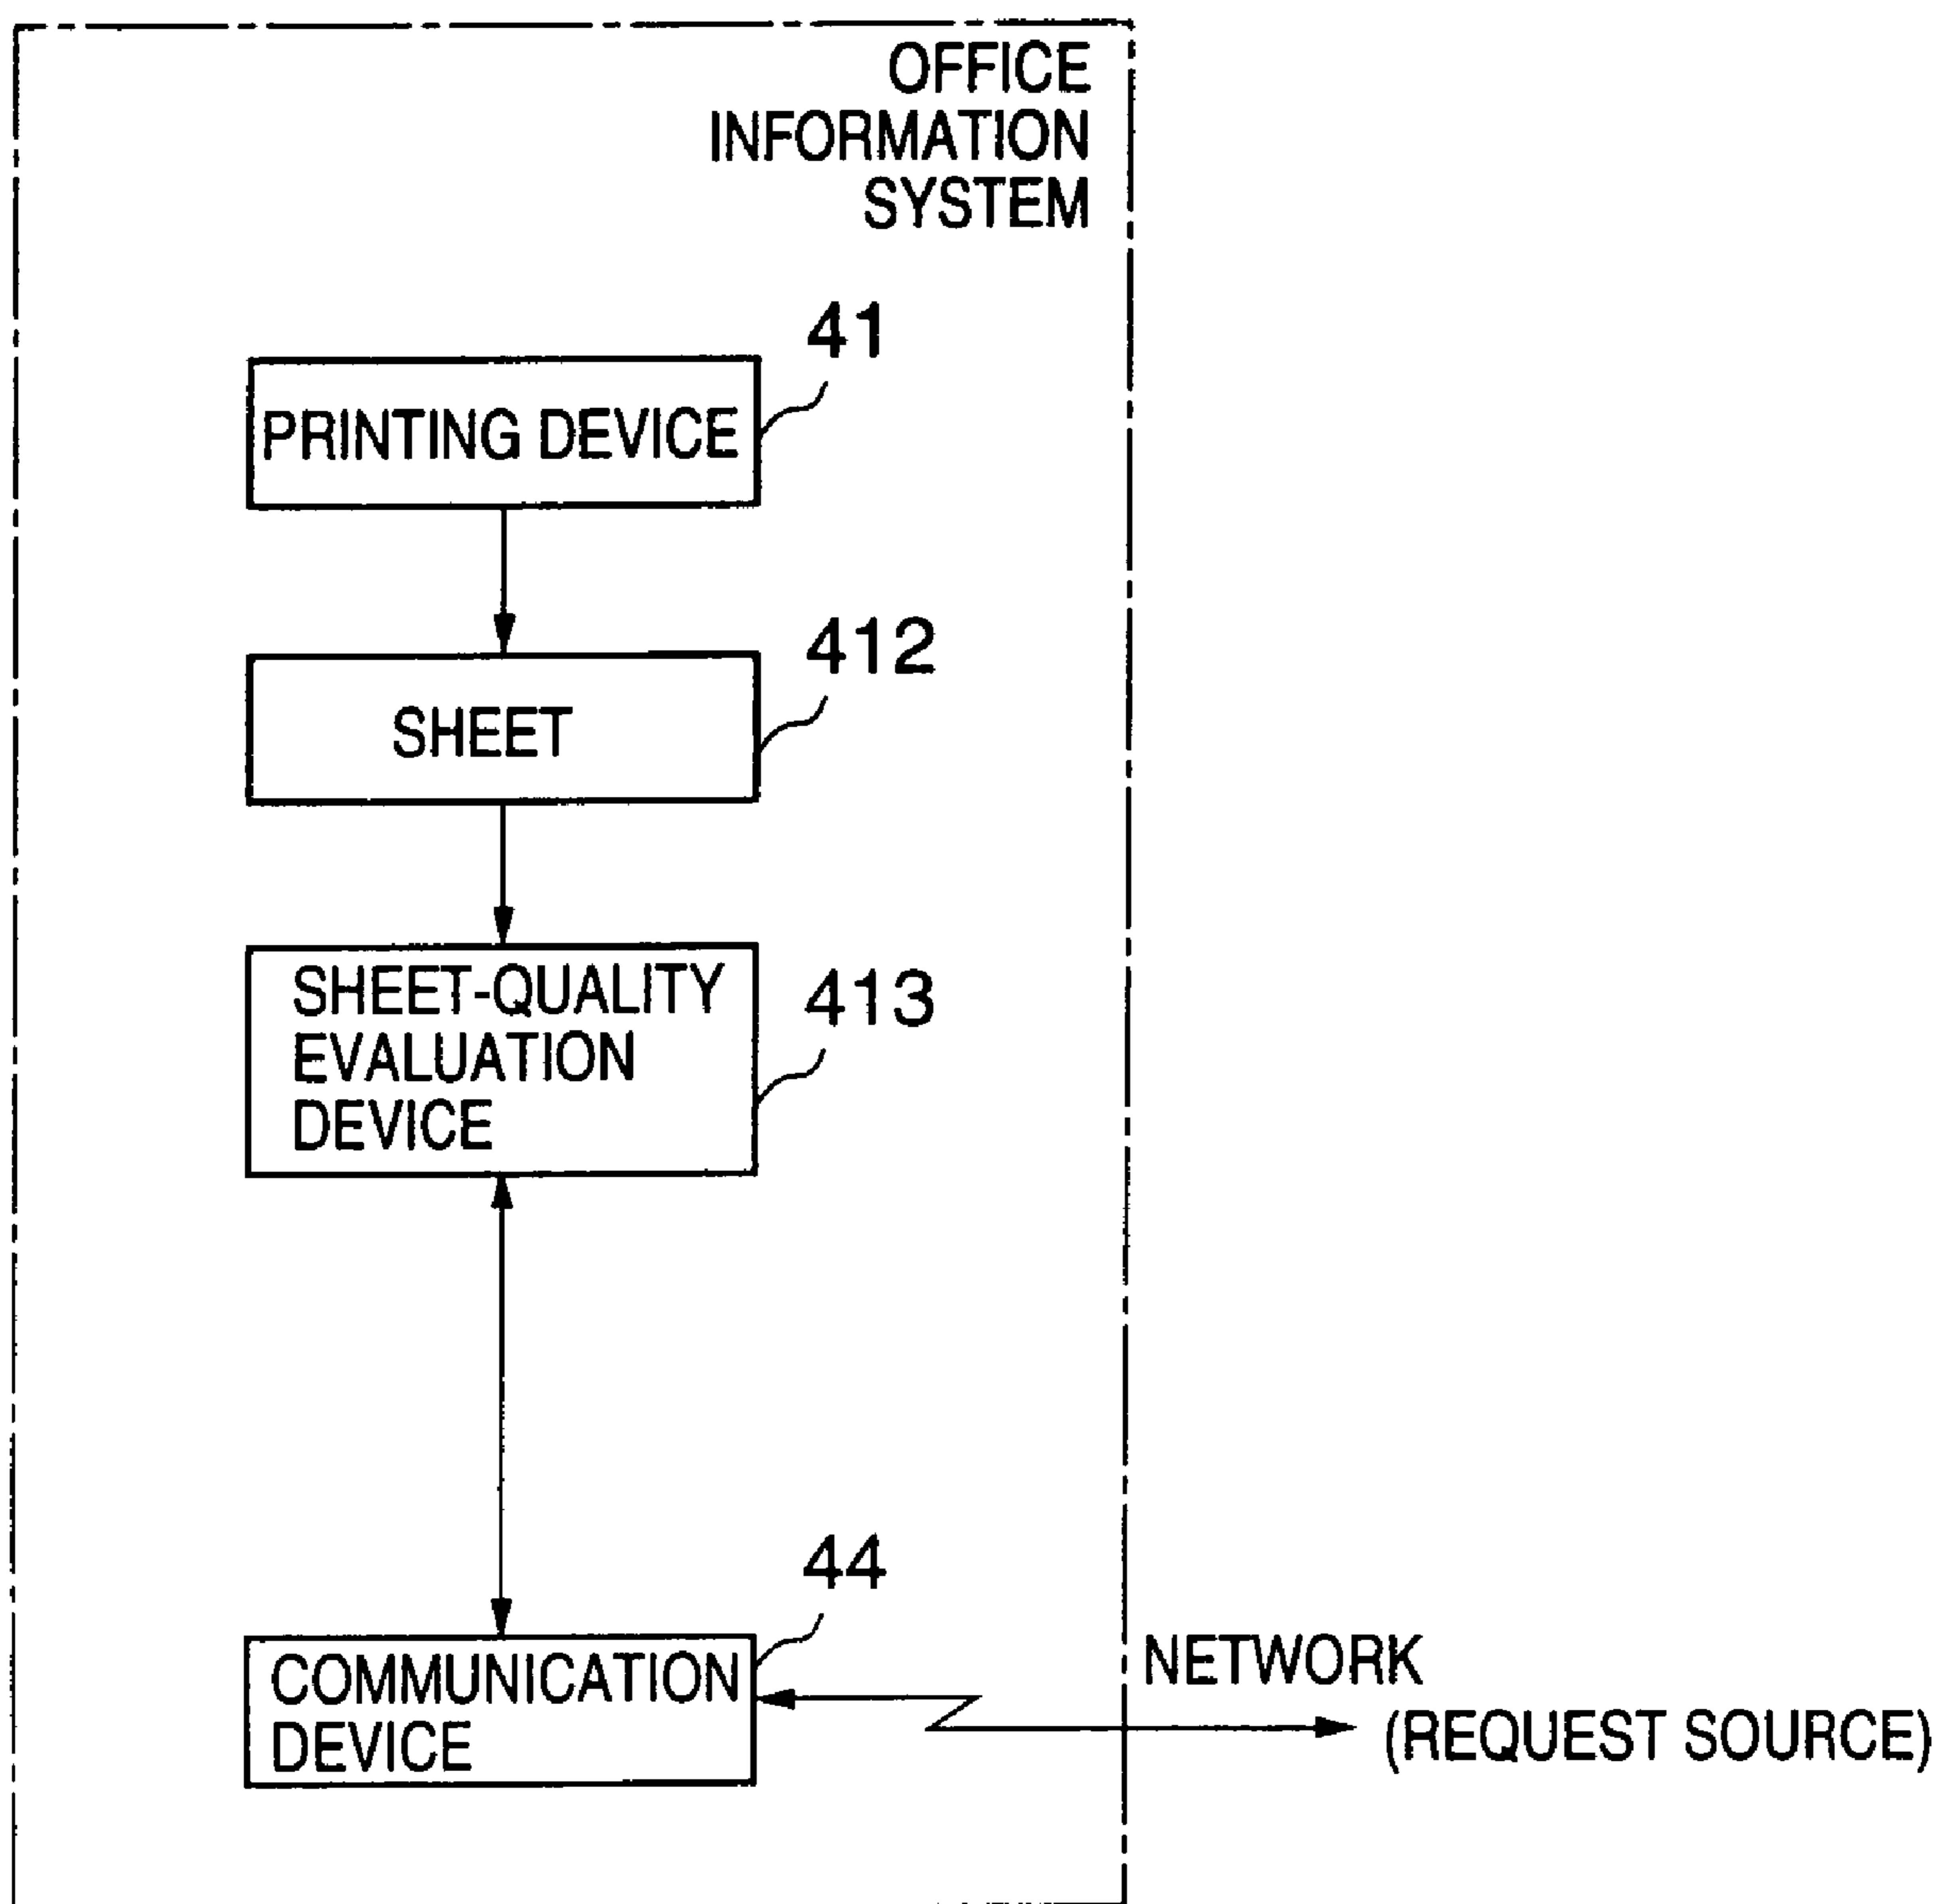 OFFICE
INFORMATION
SYSTEM
41
PRINTING DEVICE
412
SHEET
413
SHEET-QUALITY
EVALUATION
DEVICE
44
COMMUNICATION
DEVICE
NETWORK
(REQUEST SOURCE)